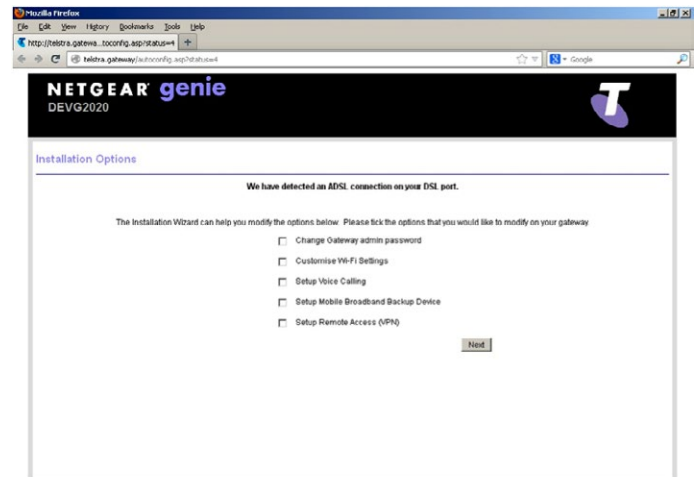 Mozilla Firefox
File Edit View History Bookmarks Tools Help
http://telstra.gatewa...toconfig.asp?status=4 +
telstra.gateway/autoconfig.asp?status=4 Google
NETGEAR® genie
DEVG2020
Installation Options
We have detected an ADSL connection on your DSL port.
The Installation Wizard can help you modify the options below. Please tick the options that you would like to modify on your gateway.
Change Gateway admin password
Customise Wi-Fi Settings
Setup Voice Calling
Setup Mobile Broadband Backup Device
Setup Remote Access (VPN)
Next